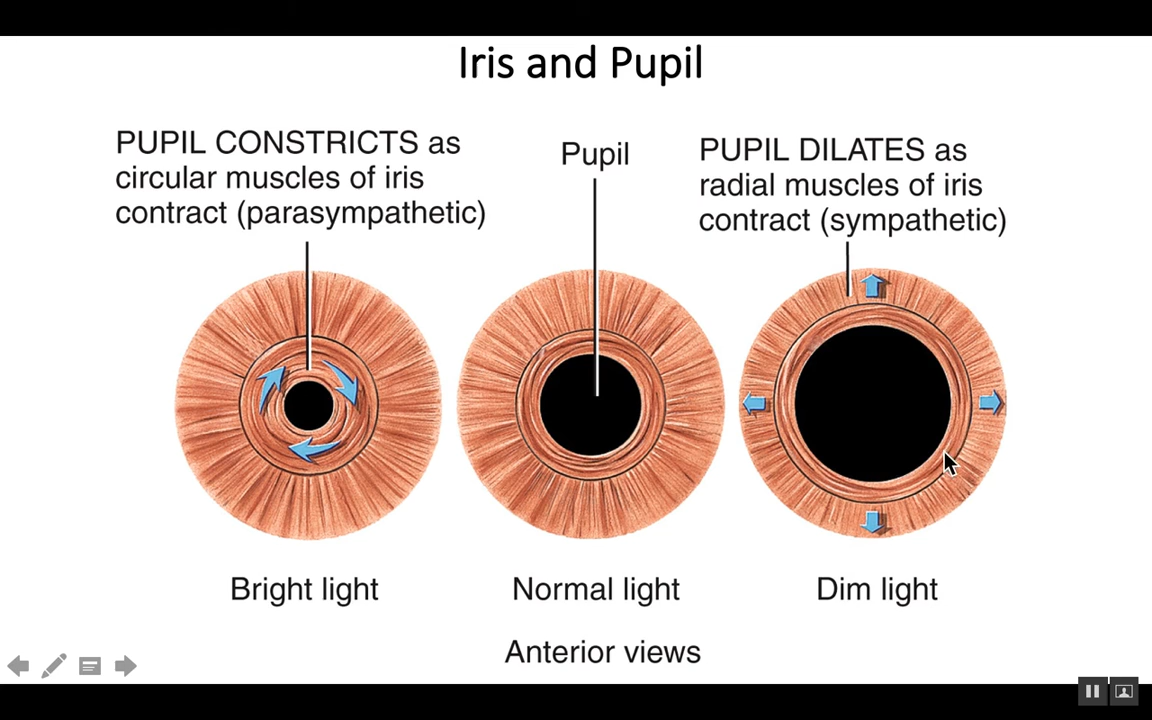 Iris and Pupil
PUPIL CONSTRICTS as
circular muscles of iris
contract (parasympathetic)
Pupil
PUPIL DILATES as
radial muscles of iris
contract (sympathetic)
Bright light
Normal light
Dim light
Anterior views